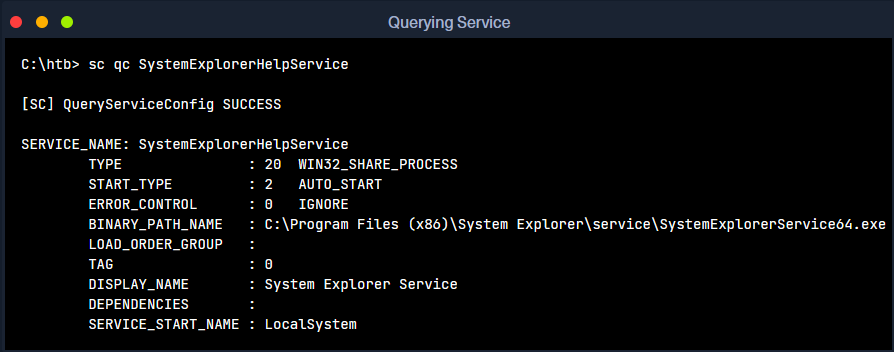 Querying Service
C:\htb> sc qc SystemExplorerHelpService
[SC] QueryServiceConfig SUCCESS
SERVICE_NAME: SystemExplorerHelpService
        TYPE               : 20  WIN32_SHARE_PROCESS
        START_TYPE         : 2   AUTO_START
        ERROR_CONTROL      : 0   IGNORE
        BINARY_PATH_NAME   : C:\Program Files (x86)\System Explorer\service\SystemExplorerService64.exe
        LOAD_ORDER_GROUP   :
        TAG                : 0
        DISPLAY_NAME       : System Explorer Service
        DEPENDENCIES       :
        SERVICE_START_NAME : LocalSystem